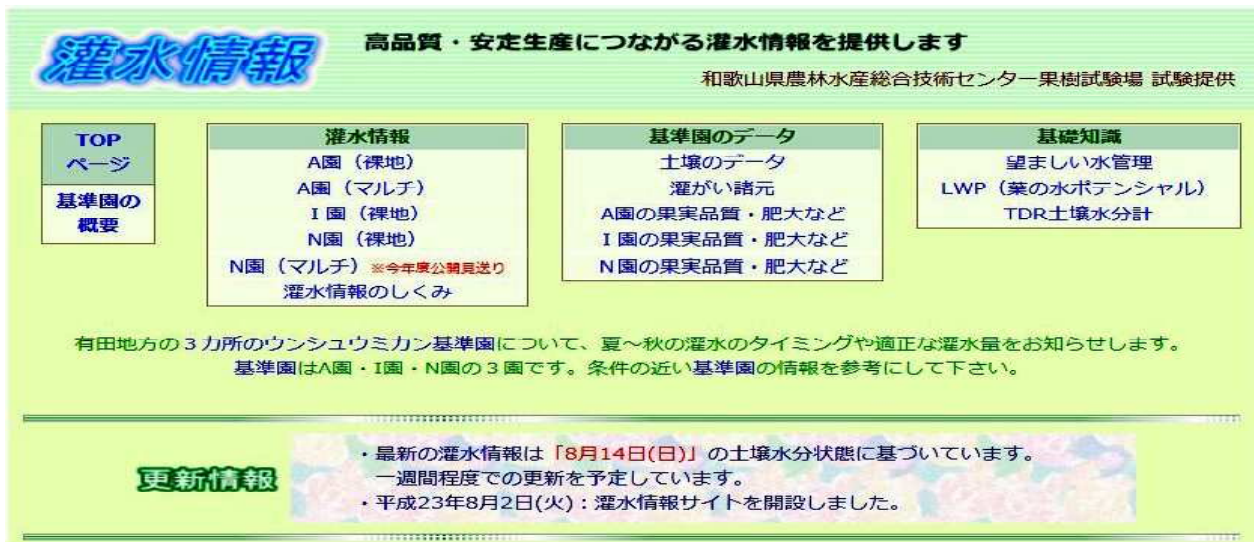 灌水情報
高品質・安定生産につながる灌水情報を提供します
和歌山県農林水産総合技術センター果樹試験場 試験提供
TOP
ページ
基準園の
概要
灌水情報
A園（裸地）
A園（マルチ）
I園（裸地）
N園（裸地）
N園（マルチ）※今年度公開見送り
灌水情報のしくみ
基準園のデータ
土壌のデータ
灌がい諸元
A園の果実品質・肥大など
I園の果実品質・肥大など
N園の果実品質・肥大など
基礎知識
望ましい水管理
LWP（葉の水ポテンシャル）
TDR土壌水分計
有田地方の３カ所のウンシュウミカン基準園について、夏～秋の灌水のタイミングや適正な灌水量をお知らせします。
基準園はA園・I園・N園の３園です。条件の近い基準園の情報を参考にして下さい。
更新情報
・最新の灌水情報は「8月14日(日)」の土壌水分状態に基づいています。
一週間程度での更新を予定しています。
・平成23年8月2日(火)：灌水情報サイトを開設しました。